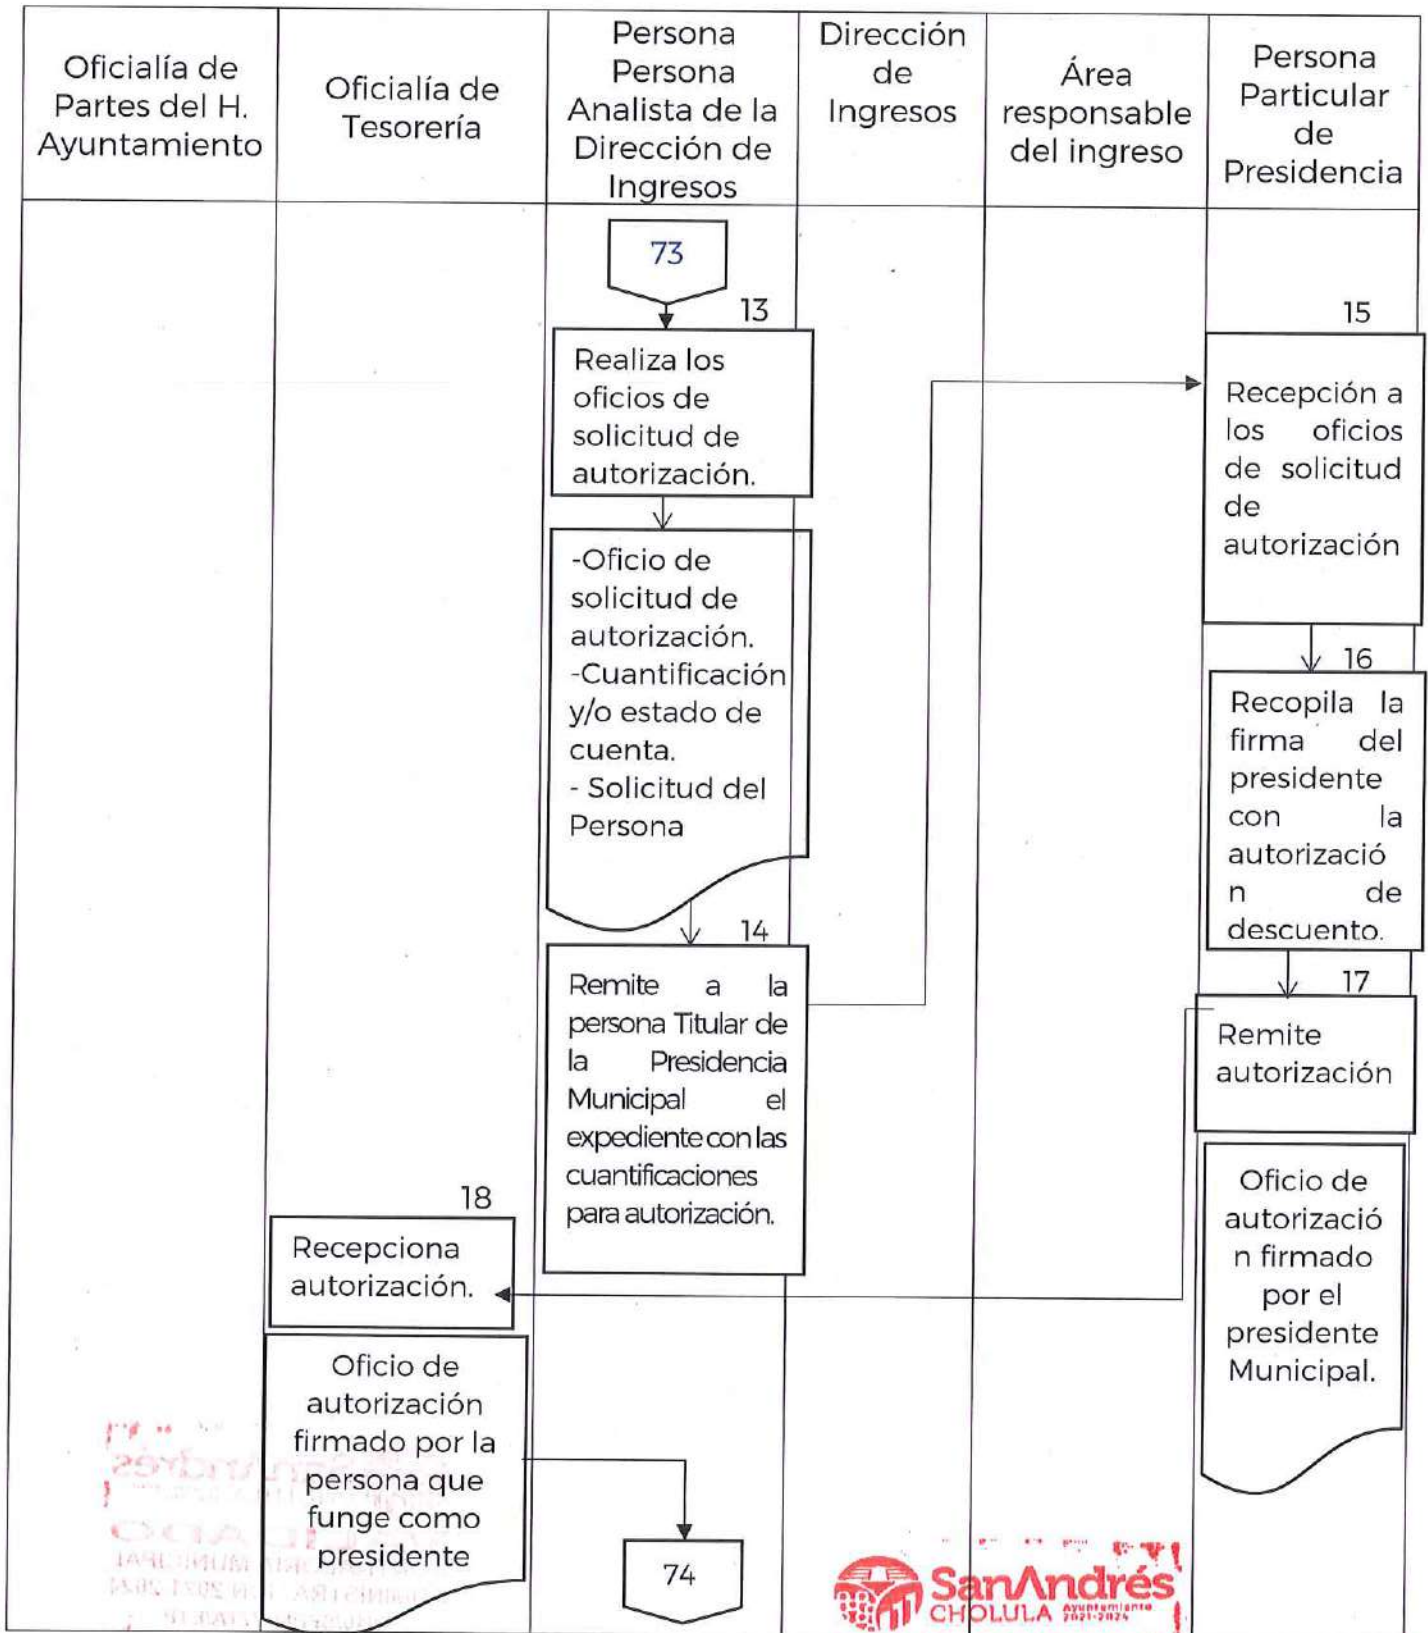 Oficialía de
Partes del H.
Ayuntamiento
Oficialía de
Tesorería
Persona
Persona
Analista de la
Dirección de
Ingresos
Dirección
de
Ingresos
Área
responsable
del ingreso
Persona
Particular
de
Presidencia
73
13
Realiza los
oficios de
solicitud de
autorización.
-Oficio de
solicitud de
autorización.
-Cuantificación
y/o estado de
cuenta.
- Solicitud del
Persona
14
Remite a la
persona Titular de
la Presidencia
Municipal el
expediente con las
cuantificaciones
para autorización.
15
Recepción a
los oficios
de solicitud
de
autorización
16
Recopila la
firma del
presidente
con la
autorizació
n de
descuento.
17
Remite
autorización
Oficio de
autorizació
n firmado
por el
presidente
Municipal.
18
Recepciona
autorización.
Oficio de
autorización
firmado por la
persona que
funge como
presidente
74
SanAndrés
CHOLULA Ayuntamiento
2021-2024